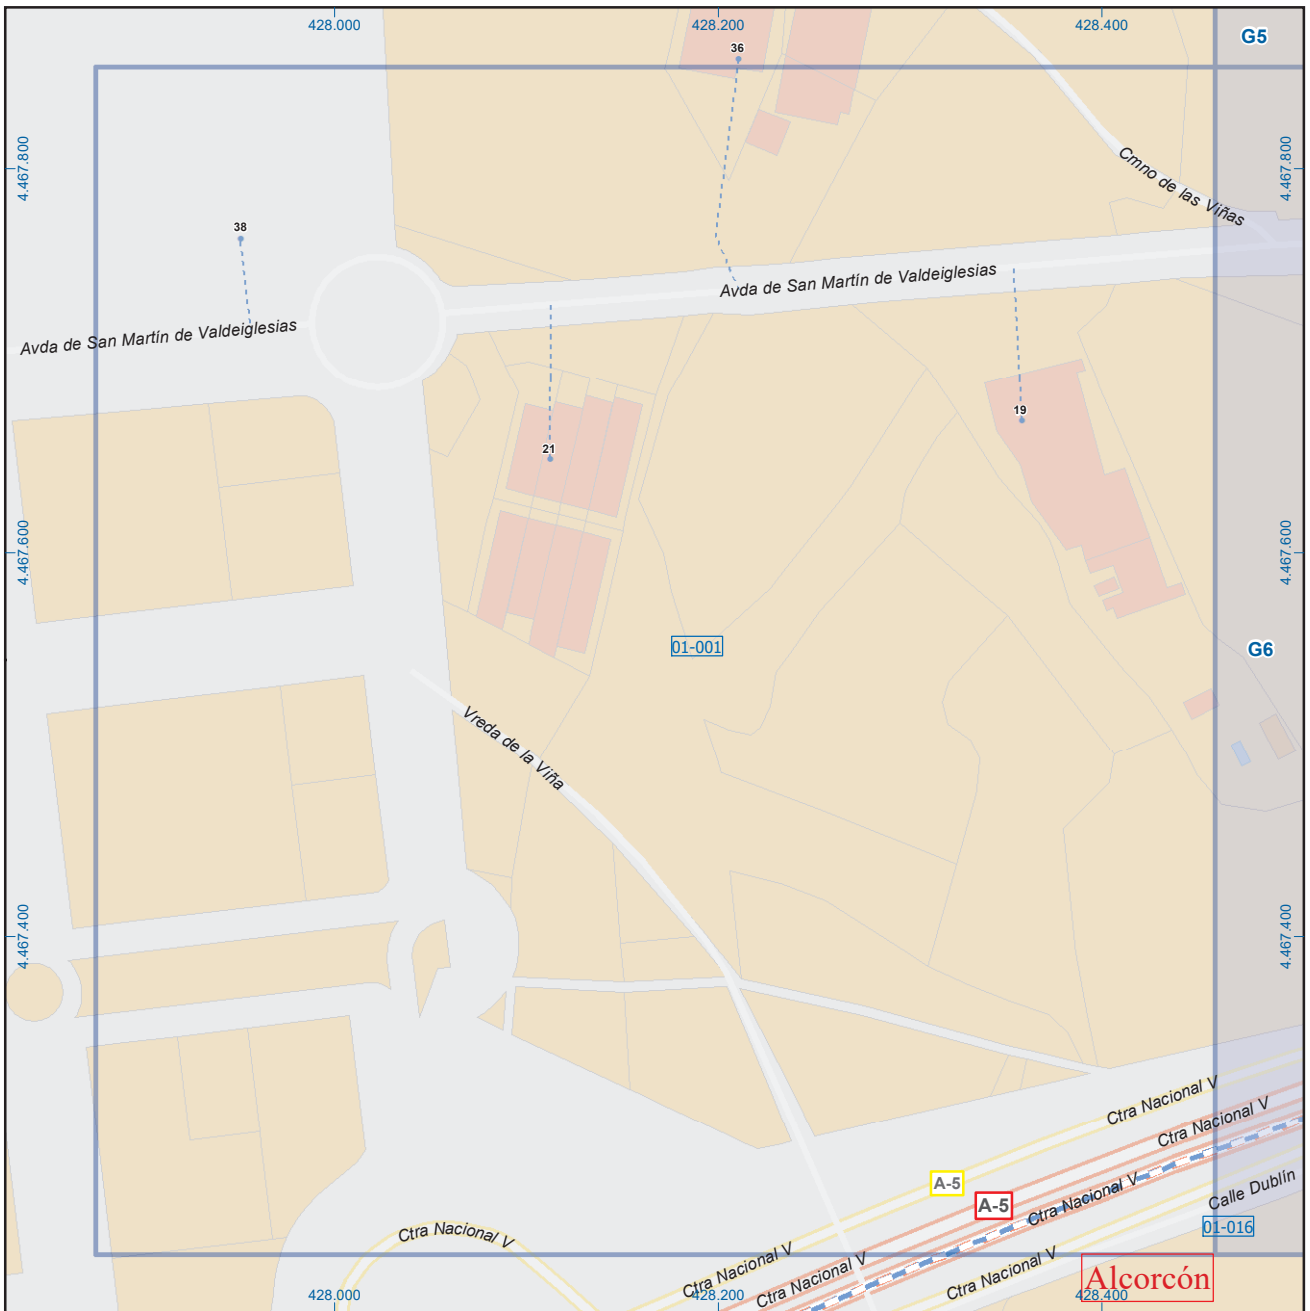 428.000
428.200
428.400
G5
36
4.467.800
4.467.800
Cmno de las Viñas
38
Avda de San Martín de Valdeiglesias
Avda de San Martín de Valdeiglesias
19
21
4.467.600
4.467.600
01-001
G6
Vreda de la Viña
4.467.400
4.467.400
Ctra Nacional V
Ctra Nacional V
A-5
A-5
Ctra Nacional V
Calle Dublín
01-016
Ctra Nacional V
Ctra Nacional V
Ctra Nacional V
Ctra Nacional V
Alcorcón
428.000
428.200
428.400